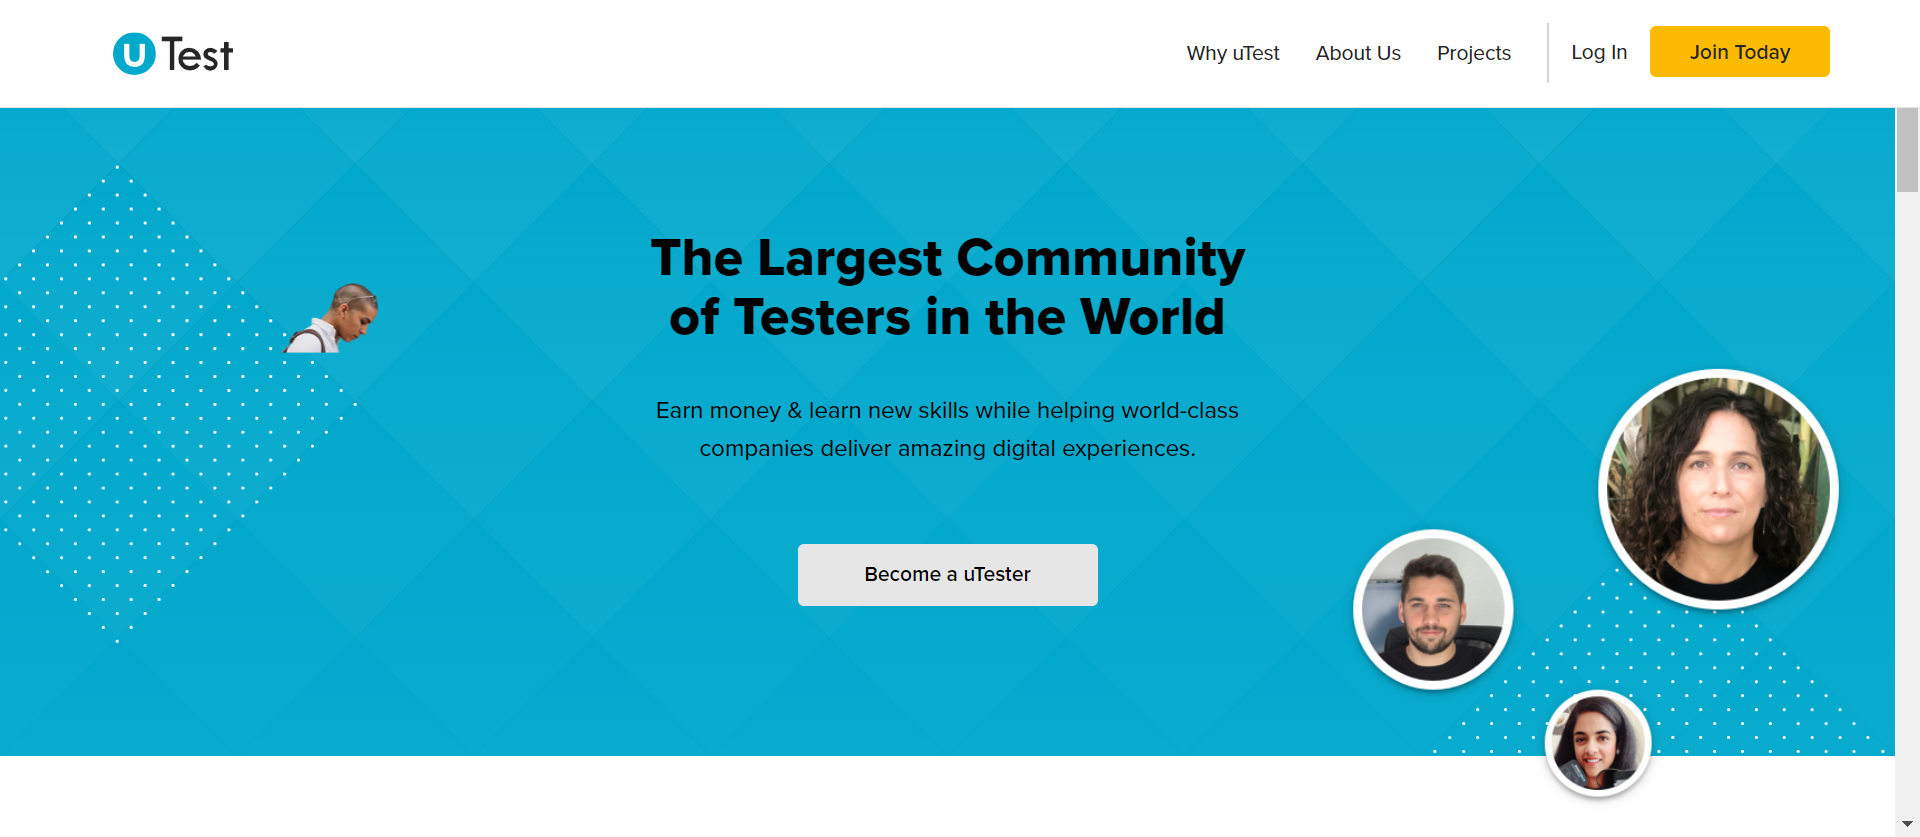 uTest
Why uTest
About Us
Projects
Log In
Join Today
The Largest Community
of Testers in the World
Earn money & learn new skills while helping world-class
companies deliver amazing digital experiences.
Become a uTester